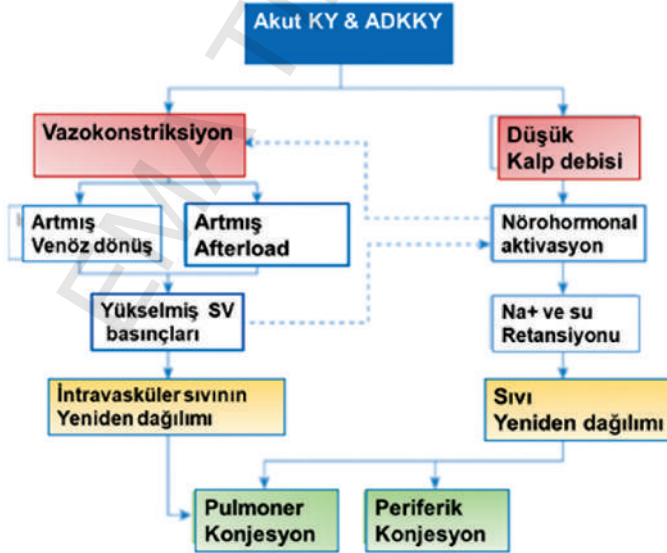 Akut KY & ADKKY
Vazokonstriksiyon
Düşük
Kalp debisi
Artmış
Venöz dönüş
Artmış
Afterload
Nörohormonal
aktivasyon
Yükselmiş SV
basınçları
Na+ ve su
Retansiyonu
İntravasküler sıvının
Yeniden dağılımı
Sıvı
Yeniden dağılımı
Pulmoner
Konjesyon
Periferik
Konjesyon